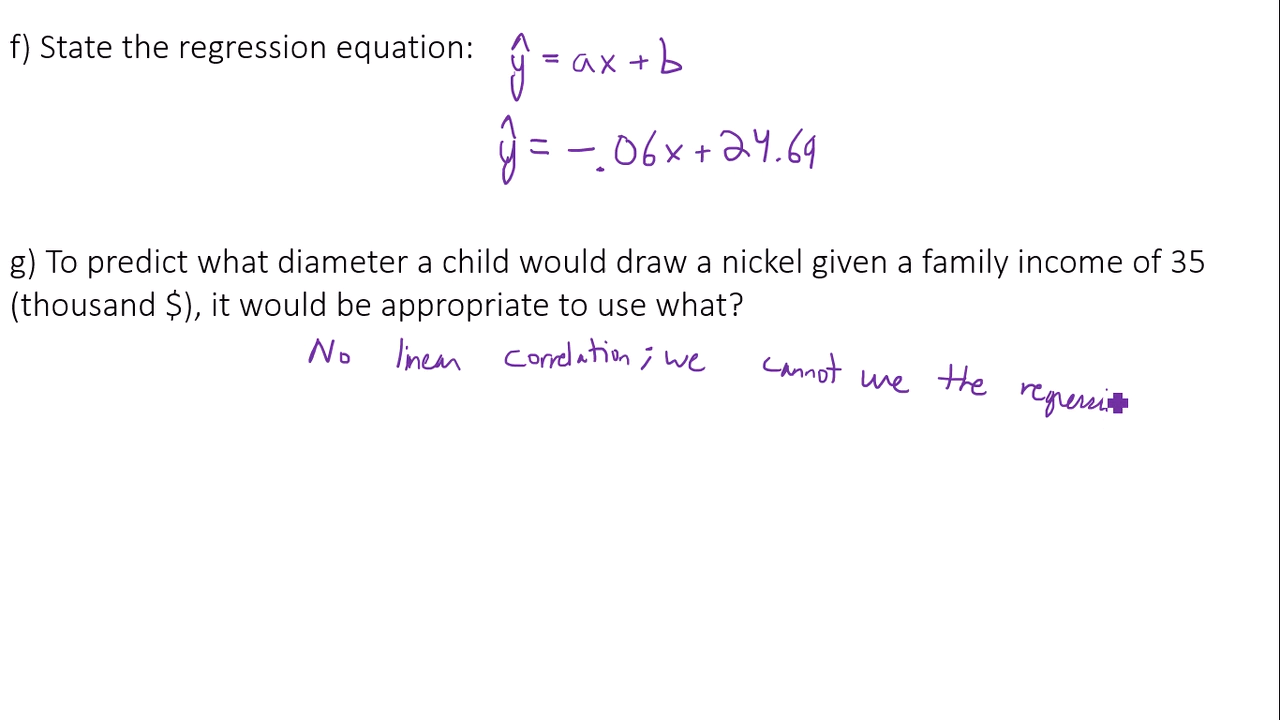 f) State the regression equation: ŷ = ax + b
ŷ = -.06x + 24.69
g) To predict what diameter a child would draw a nickel given a family income of 35
(thousand $), it would be appropriate to use what?
No linear correlation; we cannot use the regressi